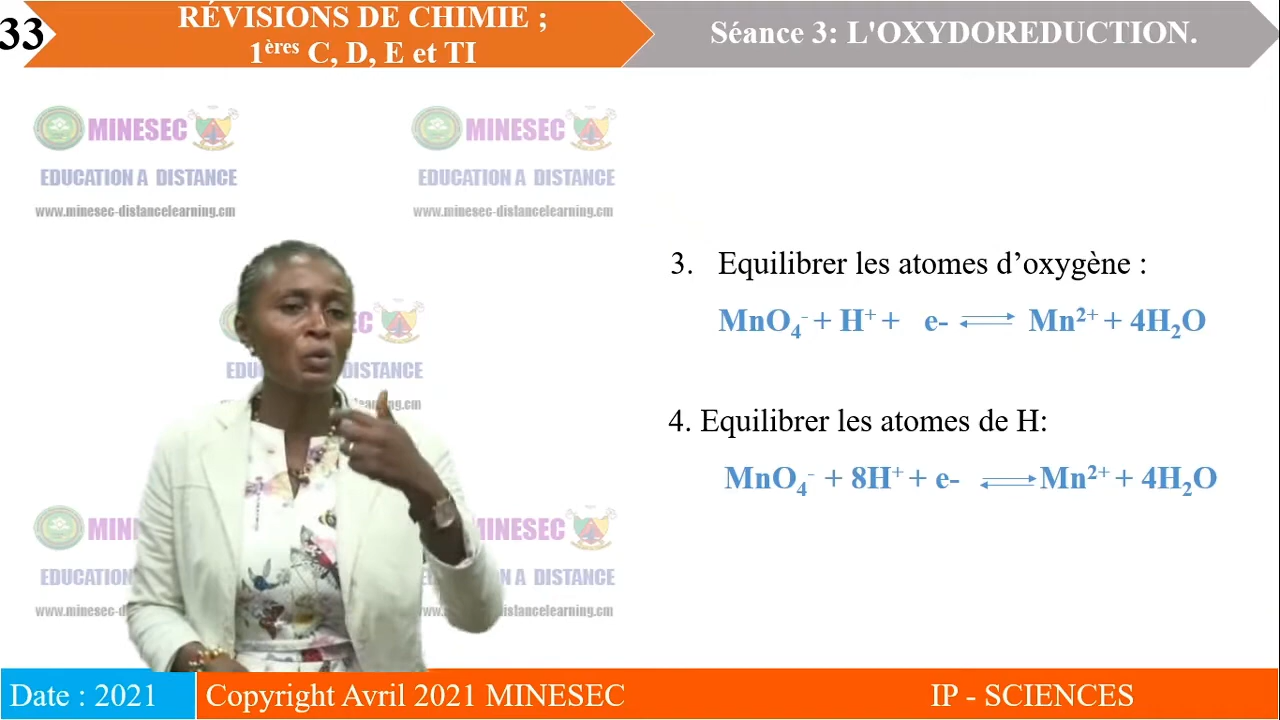 33
RÉVISIONS DE CHIMIE ;
1ères C, D, E et TI
Séance 3: L'OXYDOREDUCTION.
MINESEC
EDUCATION A DISTANCE
www.minesec-distancelearning.cm
MINESEC
EDUCATION A DISTANCE
www.minesec-distancelearning.cm
3. Equilibrer les atomes d’oxygène :
MnO₄⁻ + H⁺ + e- ⇌ Mn²⁺ + 4H₂O
4. Equilibrer les atomes de H:
MnO₄⁻ + 8H⁺ + e- ⇌ Mn²⁺ + 4H₂O
Date : 2021
Copyright Avril 2021 MINESEC
IP - SCIENCES